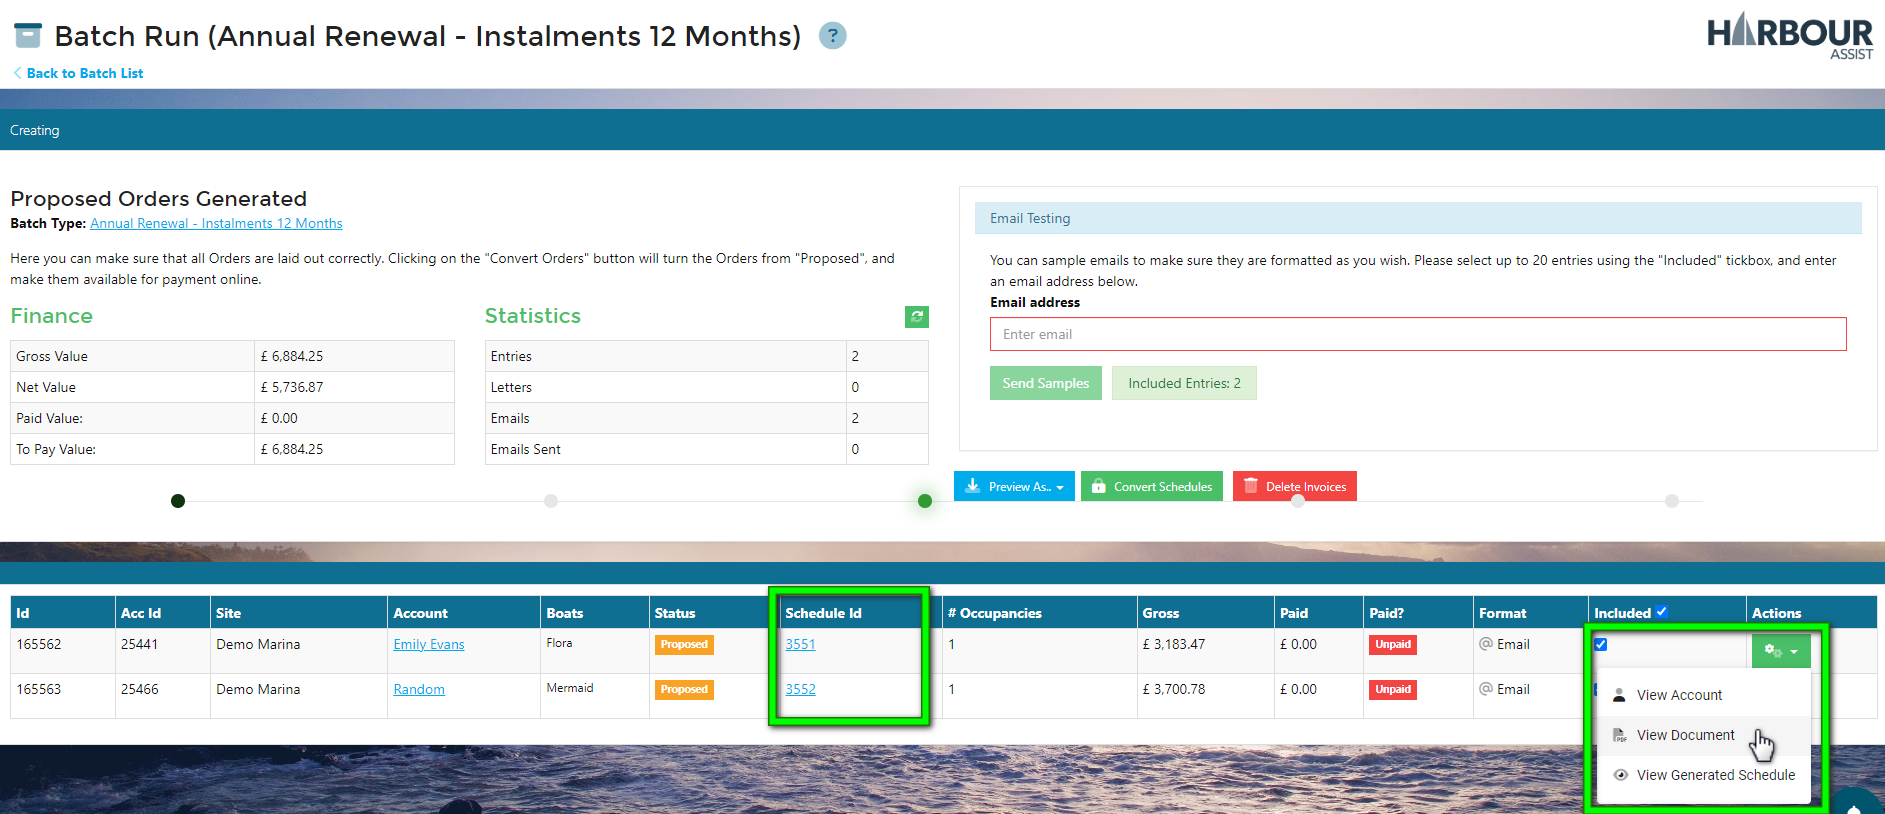 Batch Run (Annual Renewal - Instalments 12 Months) ?
HARBOUR
ASSIST
Back to Batch List
Creating
Proposed Orders Generated
Batch Type: Annual Renewal - Instalments 12 Months
Here you can make sure that all Orders are laid out correctly. Clicking on the "Convert Orders" button will turn the Orders from "Proposed", and
make them available for payment online.
Finance
Gross Value £ 6,884.25
Net Value £ 5,736.87
Paid Value: £ 0.00
To Pay Value: £ 6,884.25
Statistics
Entries 2
Letters 0
Emails 2
Emails Sent 0
Email Testing
You can sample emails to make sure they are formatted as you wish. Please select up to 20 entries using the "Included" tickbox, and enter
an email address below.
Email address
Enter email
Send Samples Included Entries: 2
Preview As.. Convert Schedules Delete Invoices
Id Acc Id Site Account Boats Status Schedule Id # Occupancies Gross Paid Paid? Format Included Actions
165562 25441 Demo Marina Emily Evans Flora Proposed 3551 1 £ 3,183.47 £ 0.00 Unpaid @ Email
165563 25466 Demo Marina Random Mermaid Proposed 3552 1 £ 3,700.78 £ 0.00 Unpaid @ Email
View Account
PDF View Document
View Generated Schedule